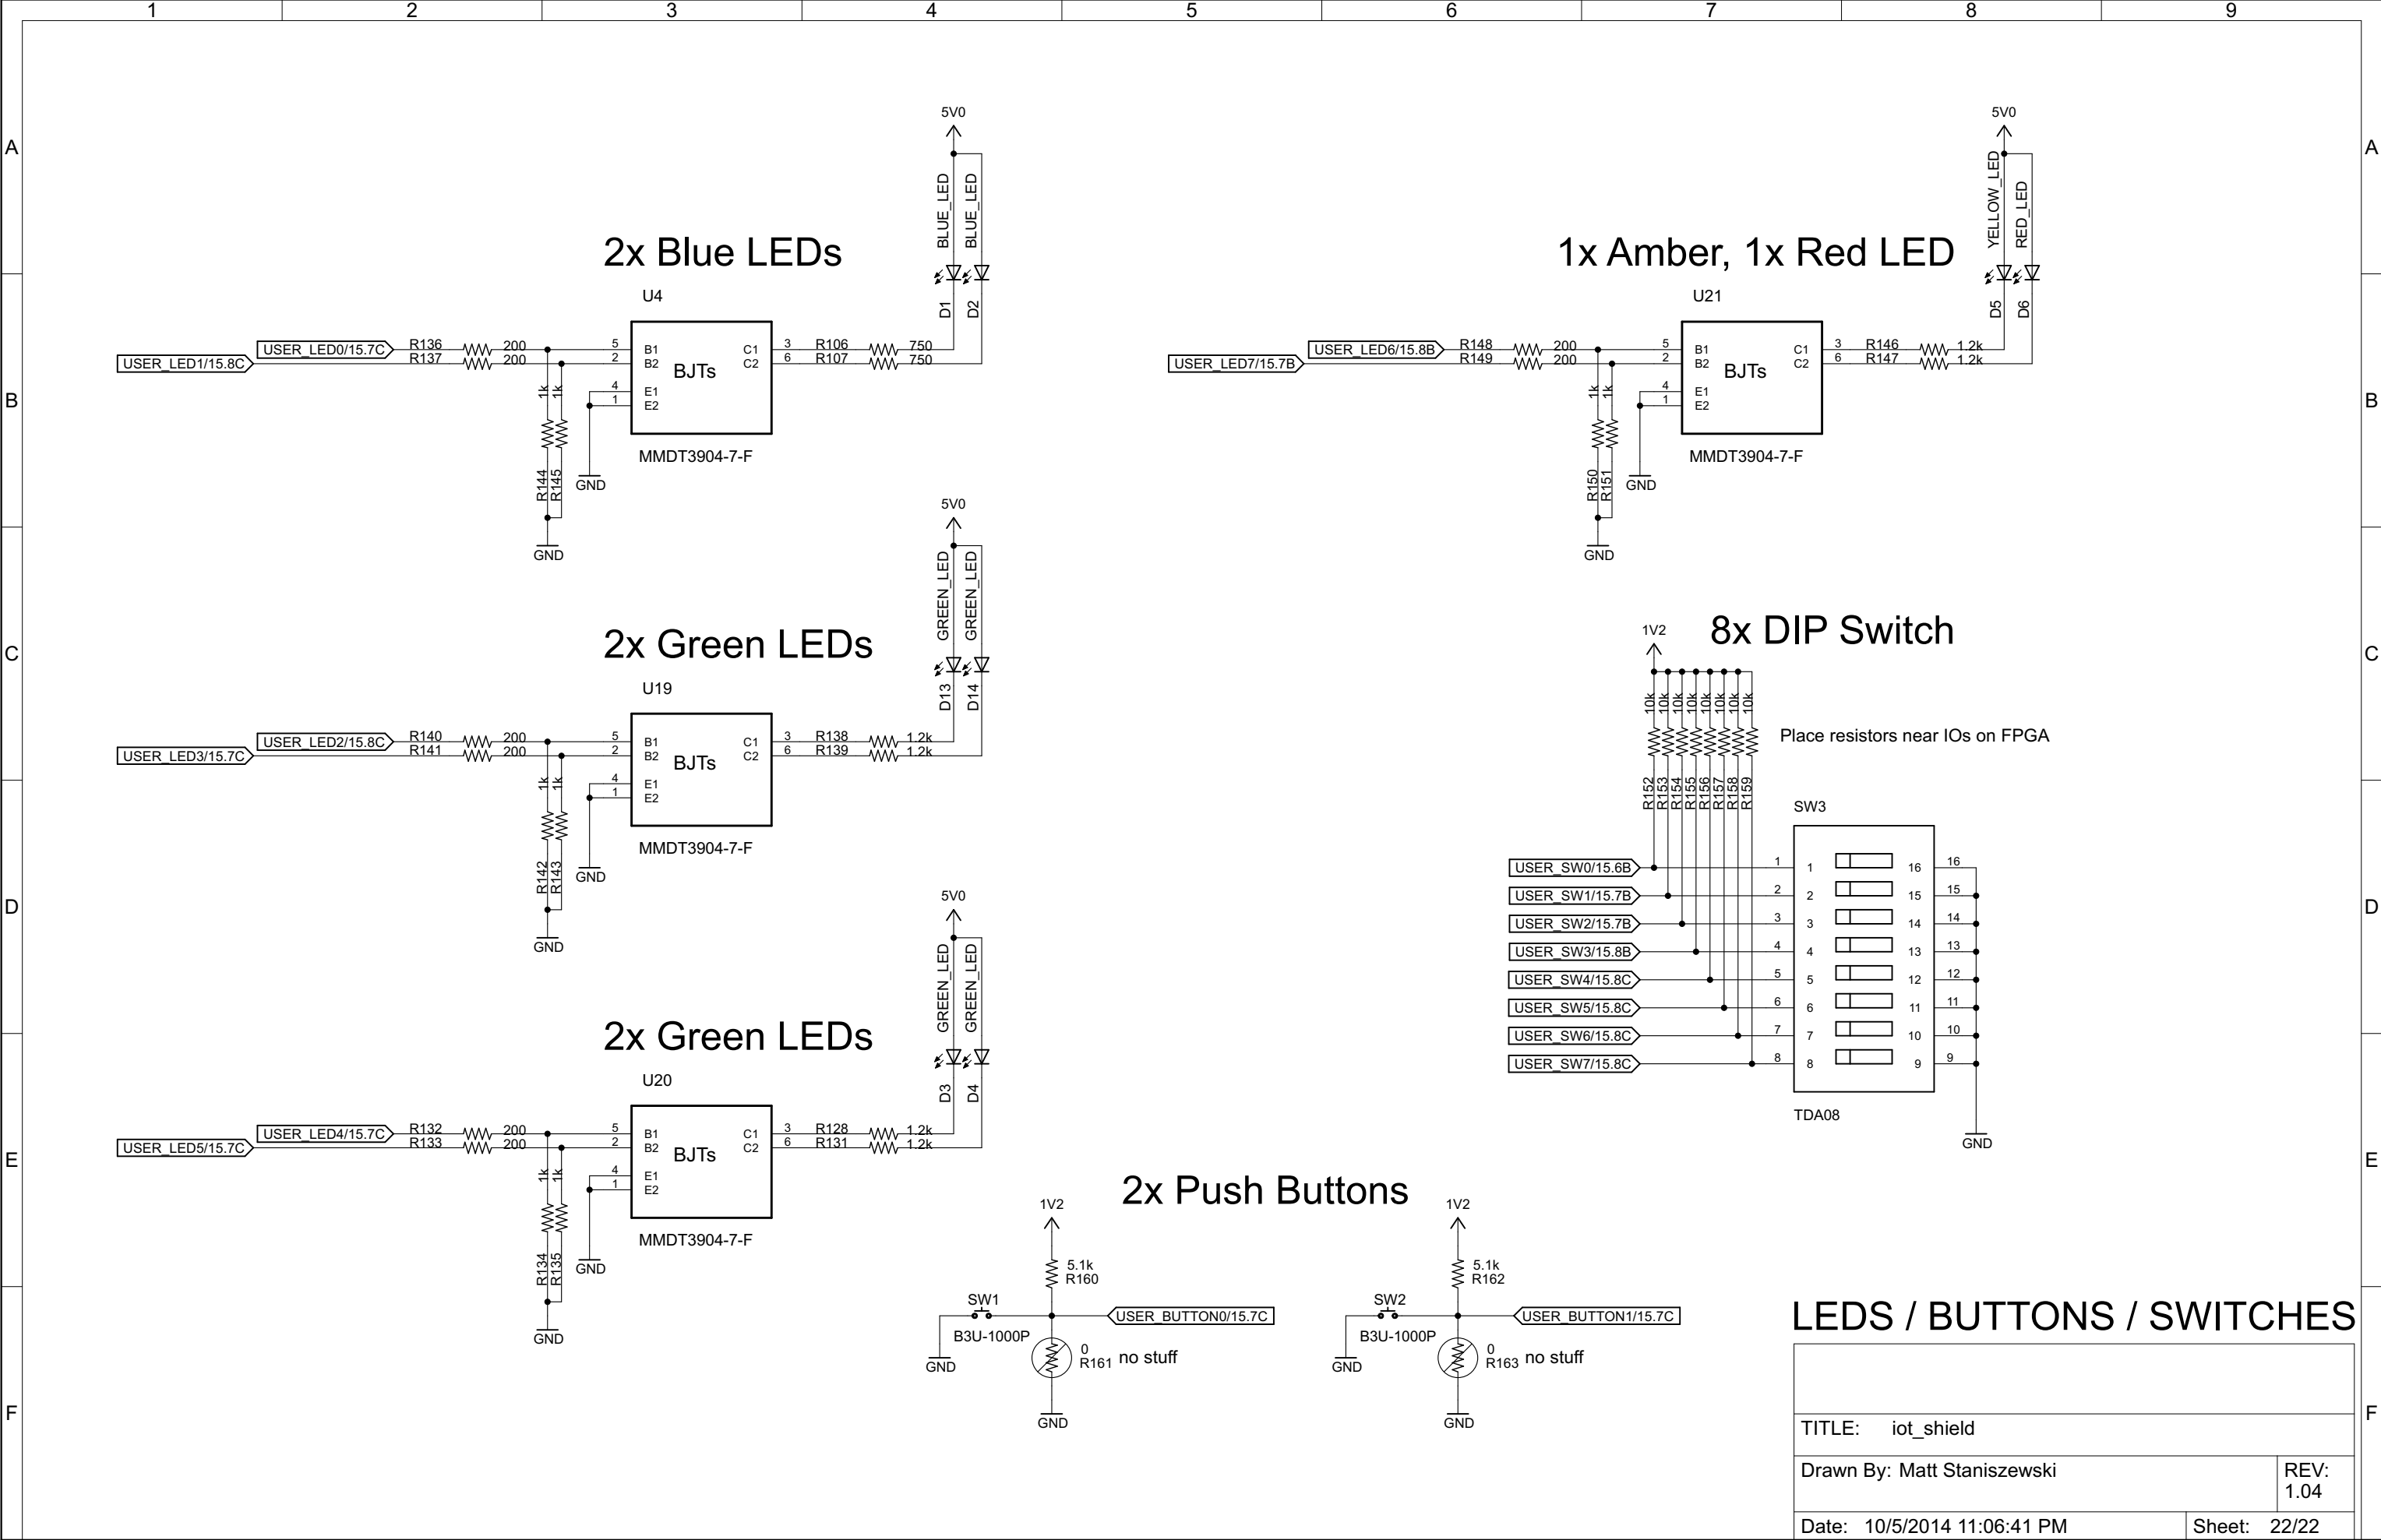 1 2 3 4 5 6 7 8 9
A
B
C
D
E
F
A
B
C
D
E
F
2x Blue LEDs
5V0
BLUE_LED
BLUE_LED
D1
D2
U4
USER_LED0/15.7C
USER_LED1/15.8C
R136 200
R137 200
5 B1
2 B2
4 E1
1 E2
BJTs
C1 3
C2 6
R106 750
R107 750
MMDT3904-7-F
1k
1k
R144
R145
GND
GND
1x Amber, 1x Red LED
5V0
YELLOW_LED
RED_LED
D5
D6
U21
USER_LED6/15.8B
USER_LED7/15.7B
R148 200
R149 200
5 B1
2 B2
4 E1
1 E2
BJTs
C1 3
C2 6
R146 1.2k
R147 1.2k
MMDT3904-7-F
1k
1k
R150
R151
GND
GND
2x Green LEDs
5V0
GREEN_LED
GREEN_LED
D13
D14
U19
USER_LED2/15.8C
USER_LED3/15.7C
R140 200
R141 200
5 B1
2 B2
4 E1
1 E2
BJTs
C1 3
C2 6
R138 1.2k
R139 1.2k
MMDT3904-7-F
1k
1k
R142
R143
GND
GND
8x DIP Switch
1V2
10k
10k
10k
10k
10k
10k
10k
10k
Place resistors near IOs on FPGA
R152
R153
R154
R155
R156
R157
R158
R159
SW3
USER_SW0/15.6B 1 1 16 16
USER_SW1/15.7B 2 2 15 15
USER_SW2/15.7B 3 3 14 14
USER_SW3/15.8B 4 4 13 13
USER_SW4/15.8C 5 5 12 12
USER_SW5/15.8C 6 6 11 11
USER_SW6/15.8C 7 7 10 10
USER_SW7/15.8C 8 8 9 9
TDA08
GND
2x Green LEDs
5V0
GREEN_LED
GREEN_LED
D3
D4
U20
USER_LED4/15.7C
USER_LED5/15.7C
R132 200
R133 200
5 B1
2 B2
4 E1
1 E2
BJTs
C1 3
C2 6
R128 1.2k
R131 1.2k
MMDT3904-7-F
1k
1k
R134
R135
GND
GND
2x Push Buttons
1V2
5.1k
R160
SW1
USER_BUTTON0/15.7C
B3U-1000P
GND
0
R161 no stuff
GND
1V2
5.1k
R162
SW2
USER_BUTTON1/15.7C
B3U-1000P
GND
0
R163 no stuff
GND
LEDS / BUTTONS / SWITCHES
TITLE: iot_shield
Drawn By: Matt Staniszewski
REV:
1.04
Date: 10/5/2014 11:06:41 PM
Sheet: 22/22